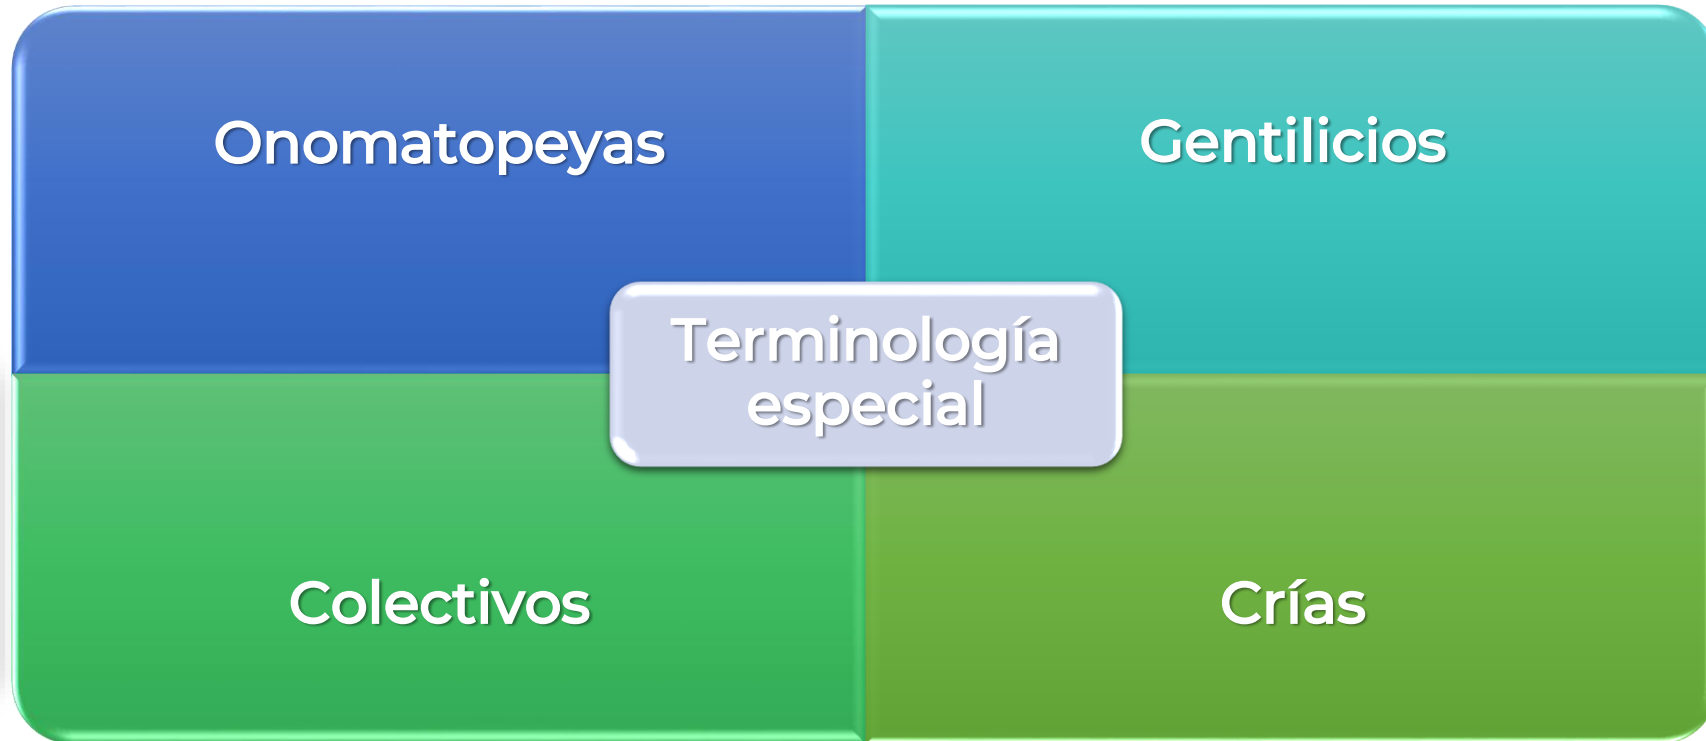 Onomatopeyas
Gentilicios
Terminología
especial
Colectivos
Crías